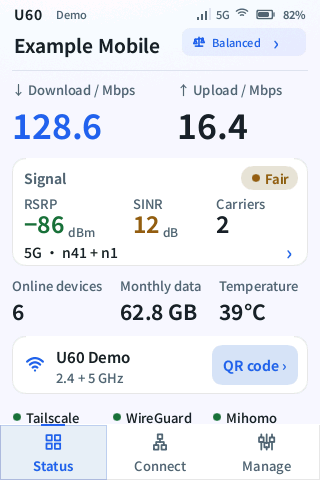 U60 Demo 5G 82%
Example Mobile Balanced ›
↓ Download / Mbps ↑ Upload / Mbps
128.6 16.4
Signal Fair
RSRP SINR Carriers
−86 dBm 12 dB 2
5G · n41 + n1 ›
Online devices Monthly data Temperature
6 62.8 GB 39°C
U60 Demo
2.4 + 5 GHz
QR code ›
Tailscale WireGuard Mihomo
Status Connect Manage